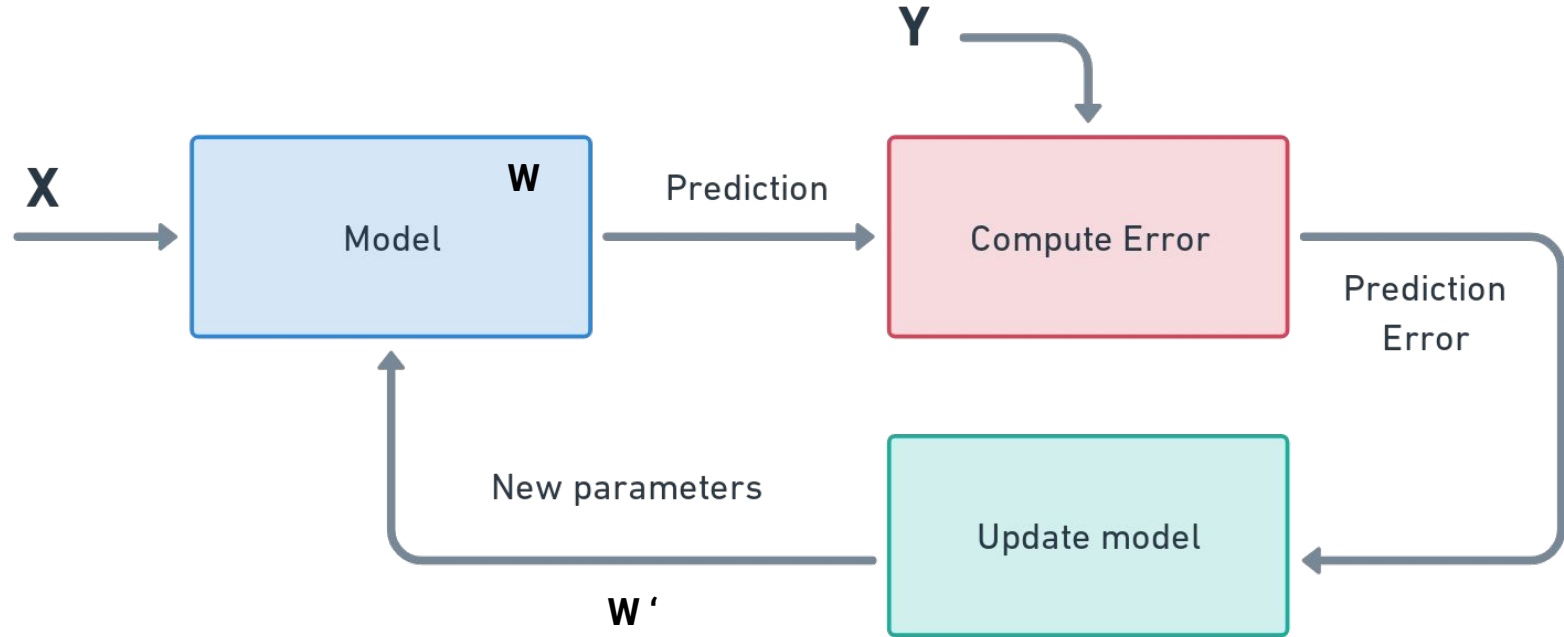 Y
X
W
Model
Prediction
Compute Error
Prediction
Error
New parameters
Update model
W ‘